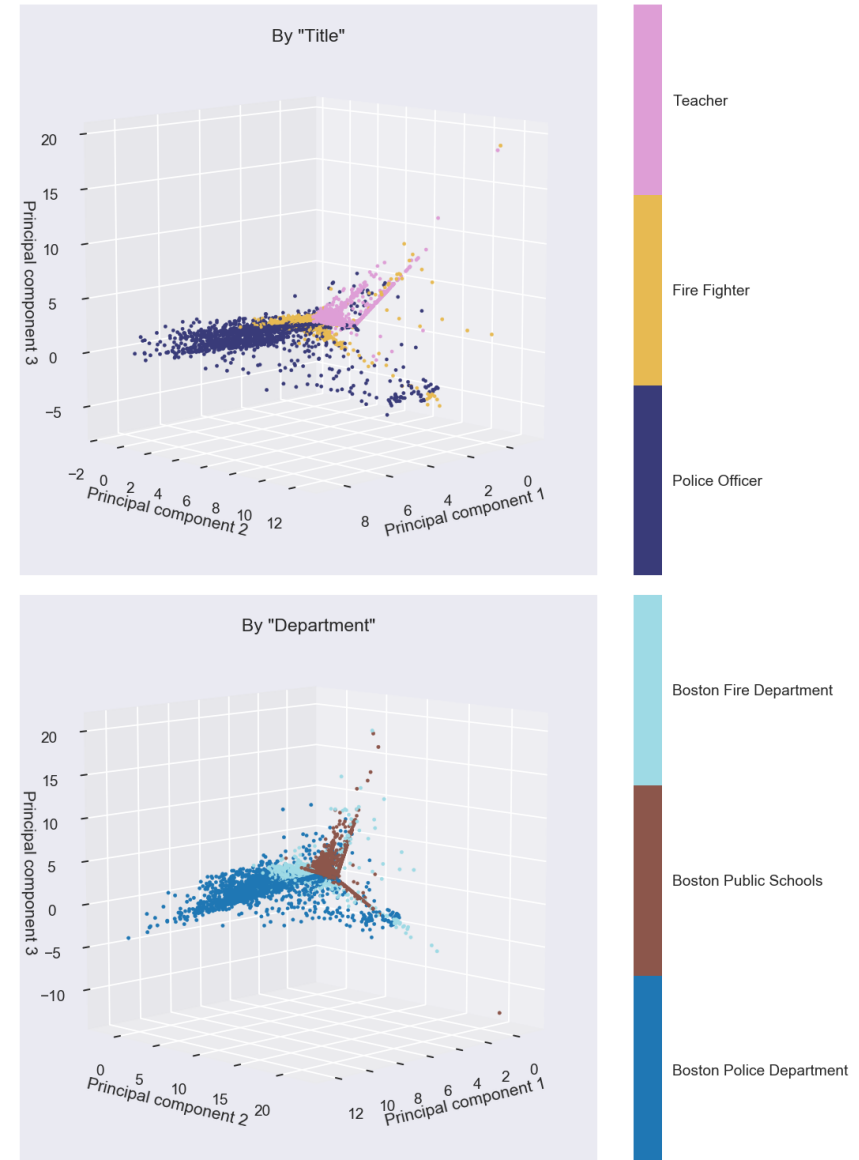 By "Title"
20
15
10
5
0
−5
Principal component 3
−2 0 2 4 6 8 10 12
Principal component 2
8 6 4 2 0
Principal component 1
Teacher
Fire Fighter
Police Officer
By "Department"
20
15
10
5
0
−5
−10
Principal component 3
0 5 10 15 20
Principal component 2
12 10 8 6 4 2 0
Principal component 1
Boston Fire Department
Boston Public Schools
Boston Police Department